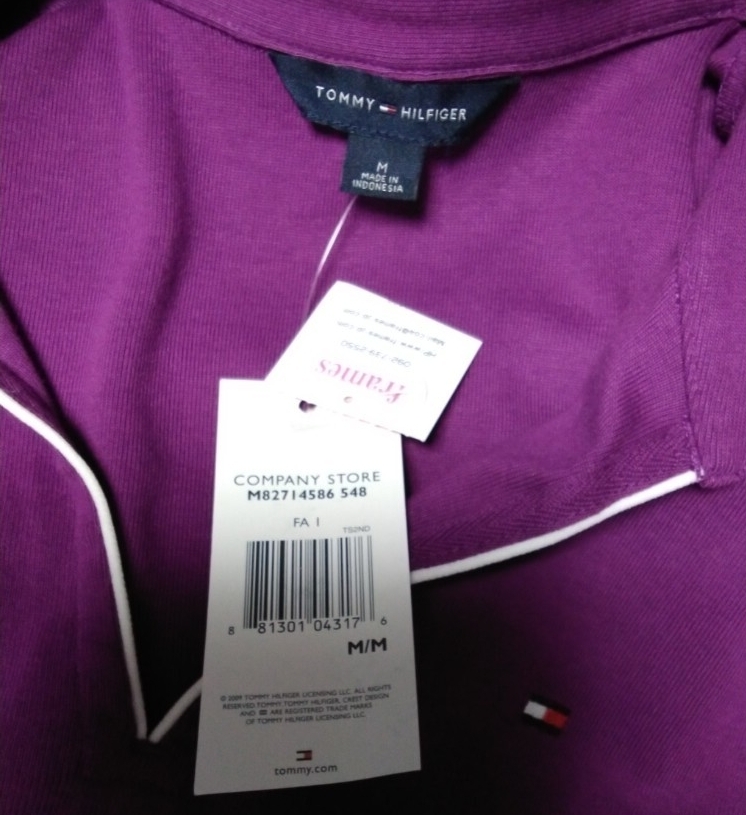 TOMMY HILFIGER
M
MADE IN
INDONESIA
frames
COMPANY STORE
M82714586 548
FA 1
TS2ND
8 81301 04317 6
M/M
© 2009 TOMMY HILFIGER LICENSING LLC. ALL RIGHTS
RESERVED TOMMY, TOMMY HILFIGER, CREST DESIGN
AND ARE REGISTERED TRADE MARKS
OF TOMMY HILFIGER LICENSING LLC.
tommy.com